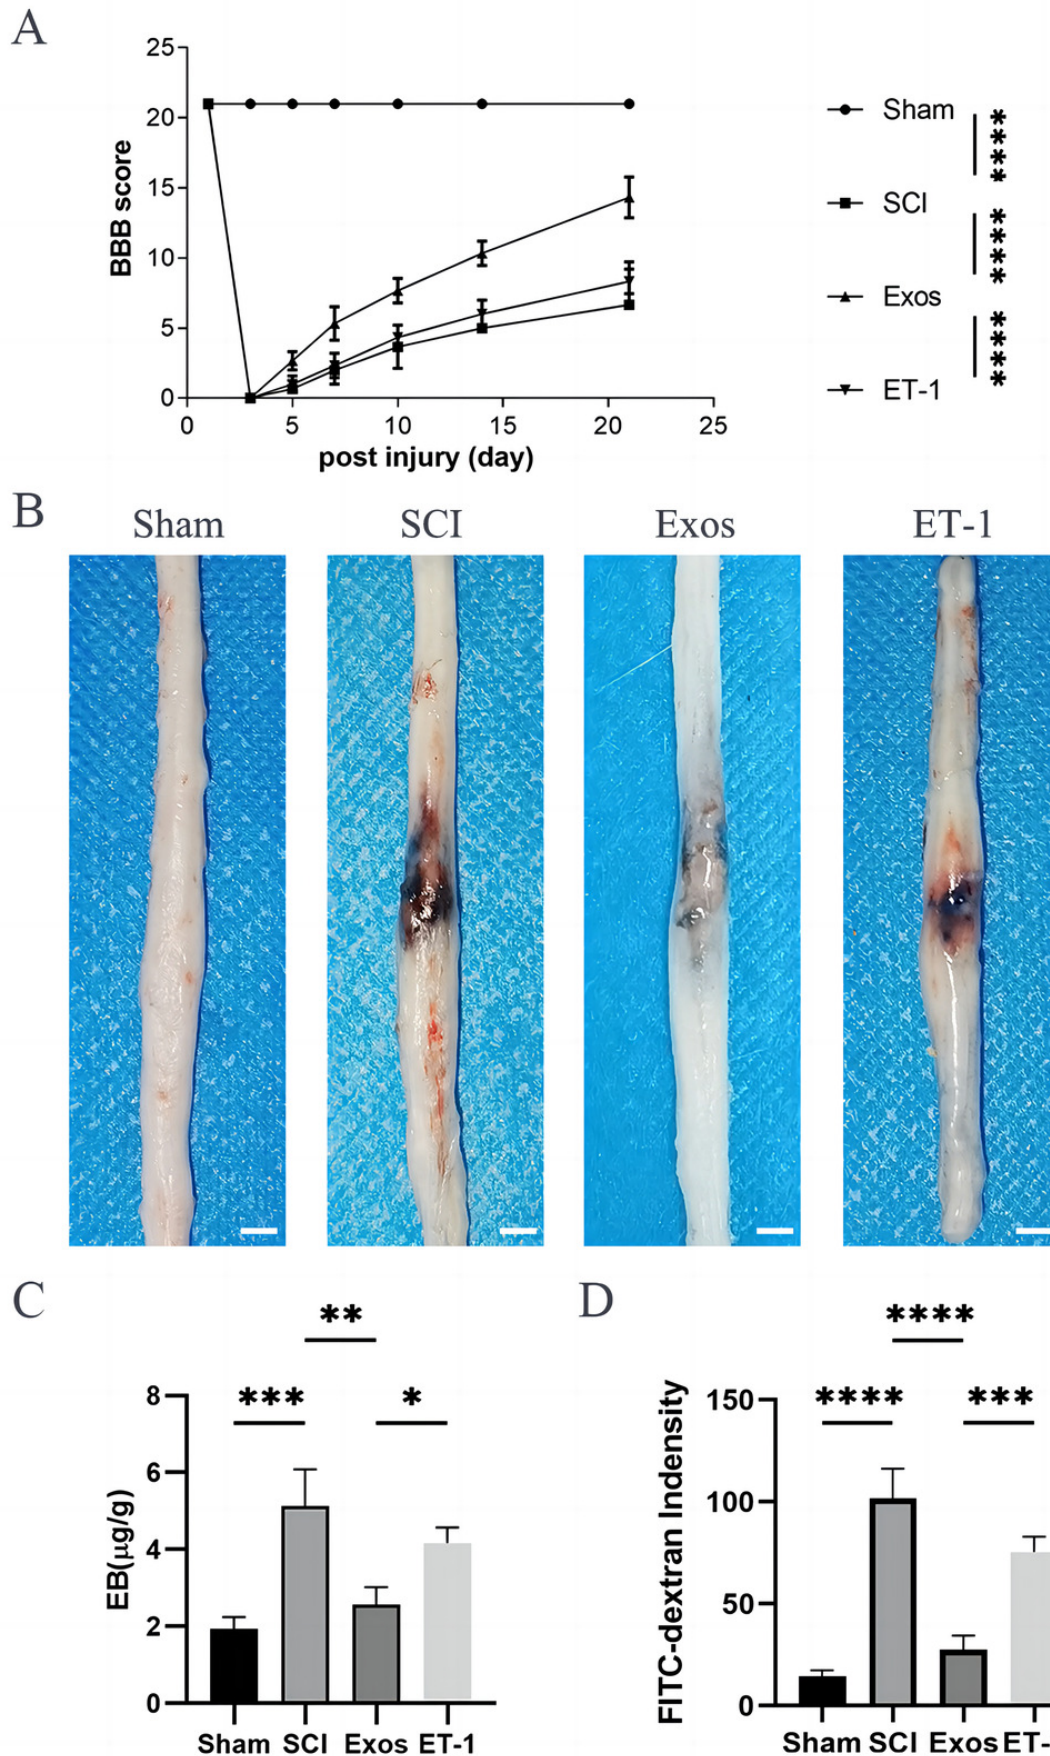 A
25
20
15
10
5
0
BBB score
0 5 10 15 20 25
post injury (day)
Sham
SCI
Exos
ET-1
****
****
****
B
Sham SCI Exos ET-1
C
**
*** *
8
6
4
2
0
EB(μg/g)
Sham SCI Exos ET-1
D
****
**** ***
150
100
50
0
FITC-dextran Indensity
Sham SCI Exos ET-